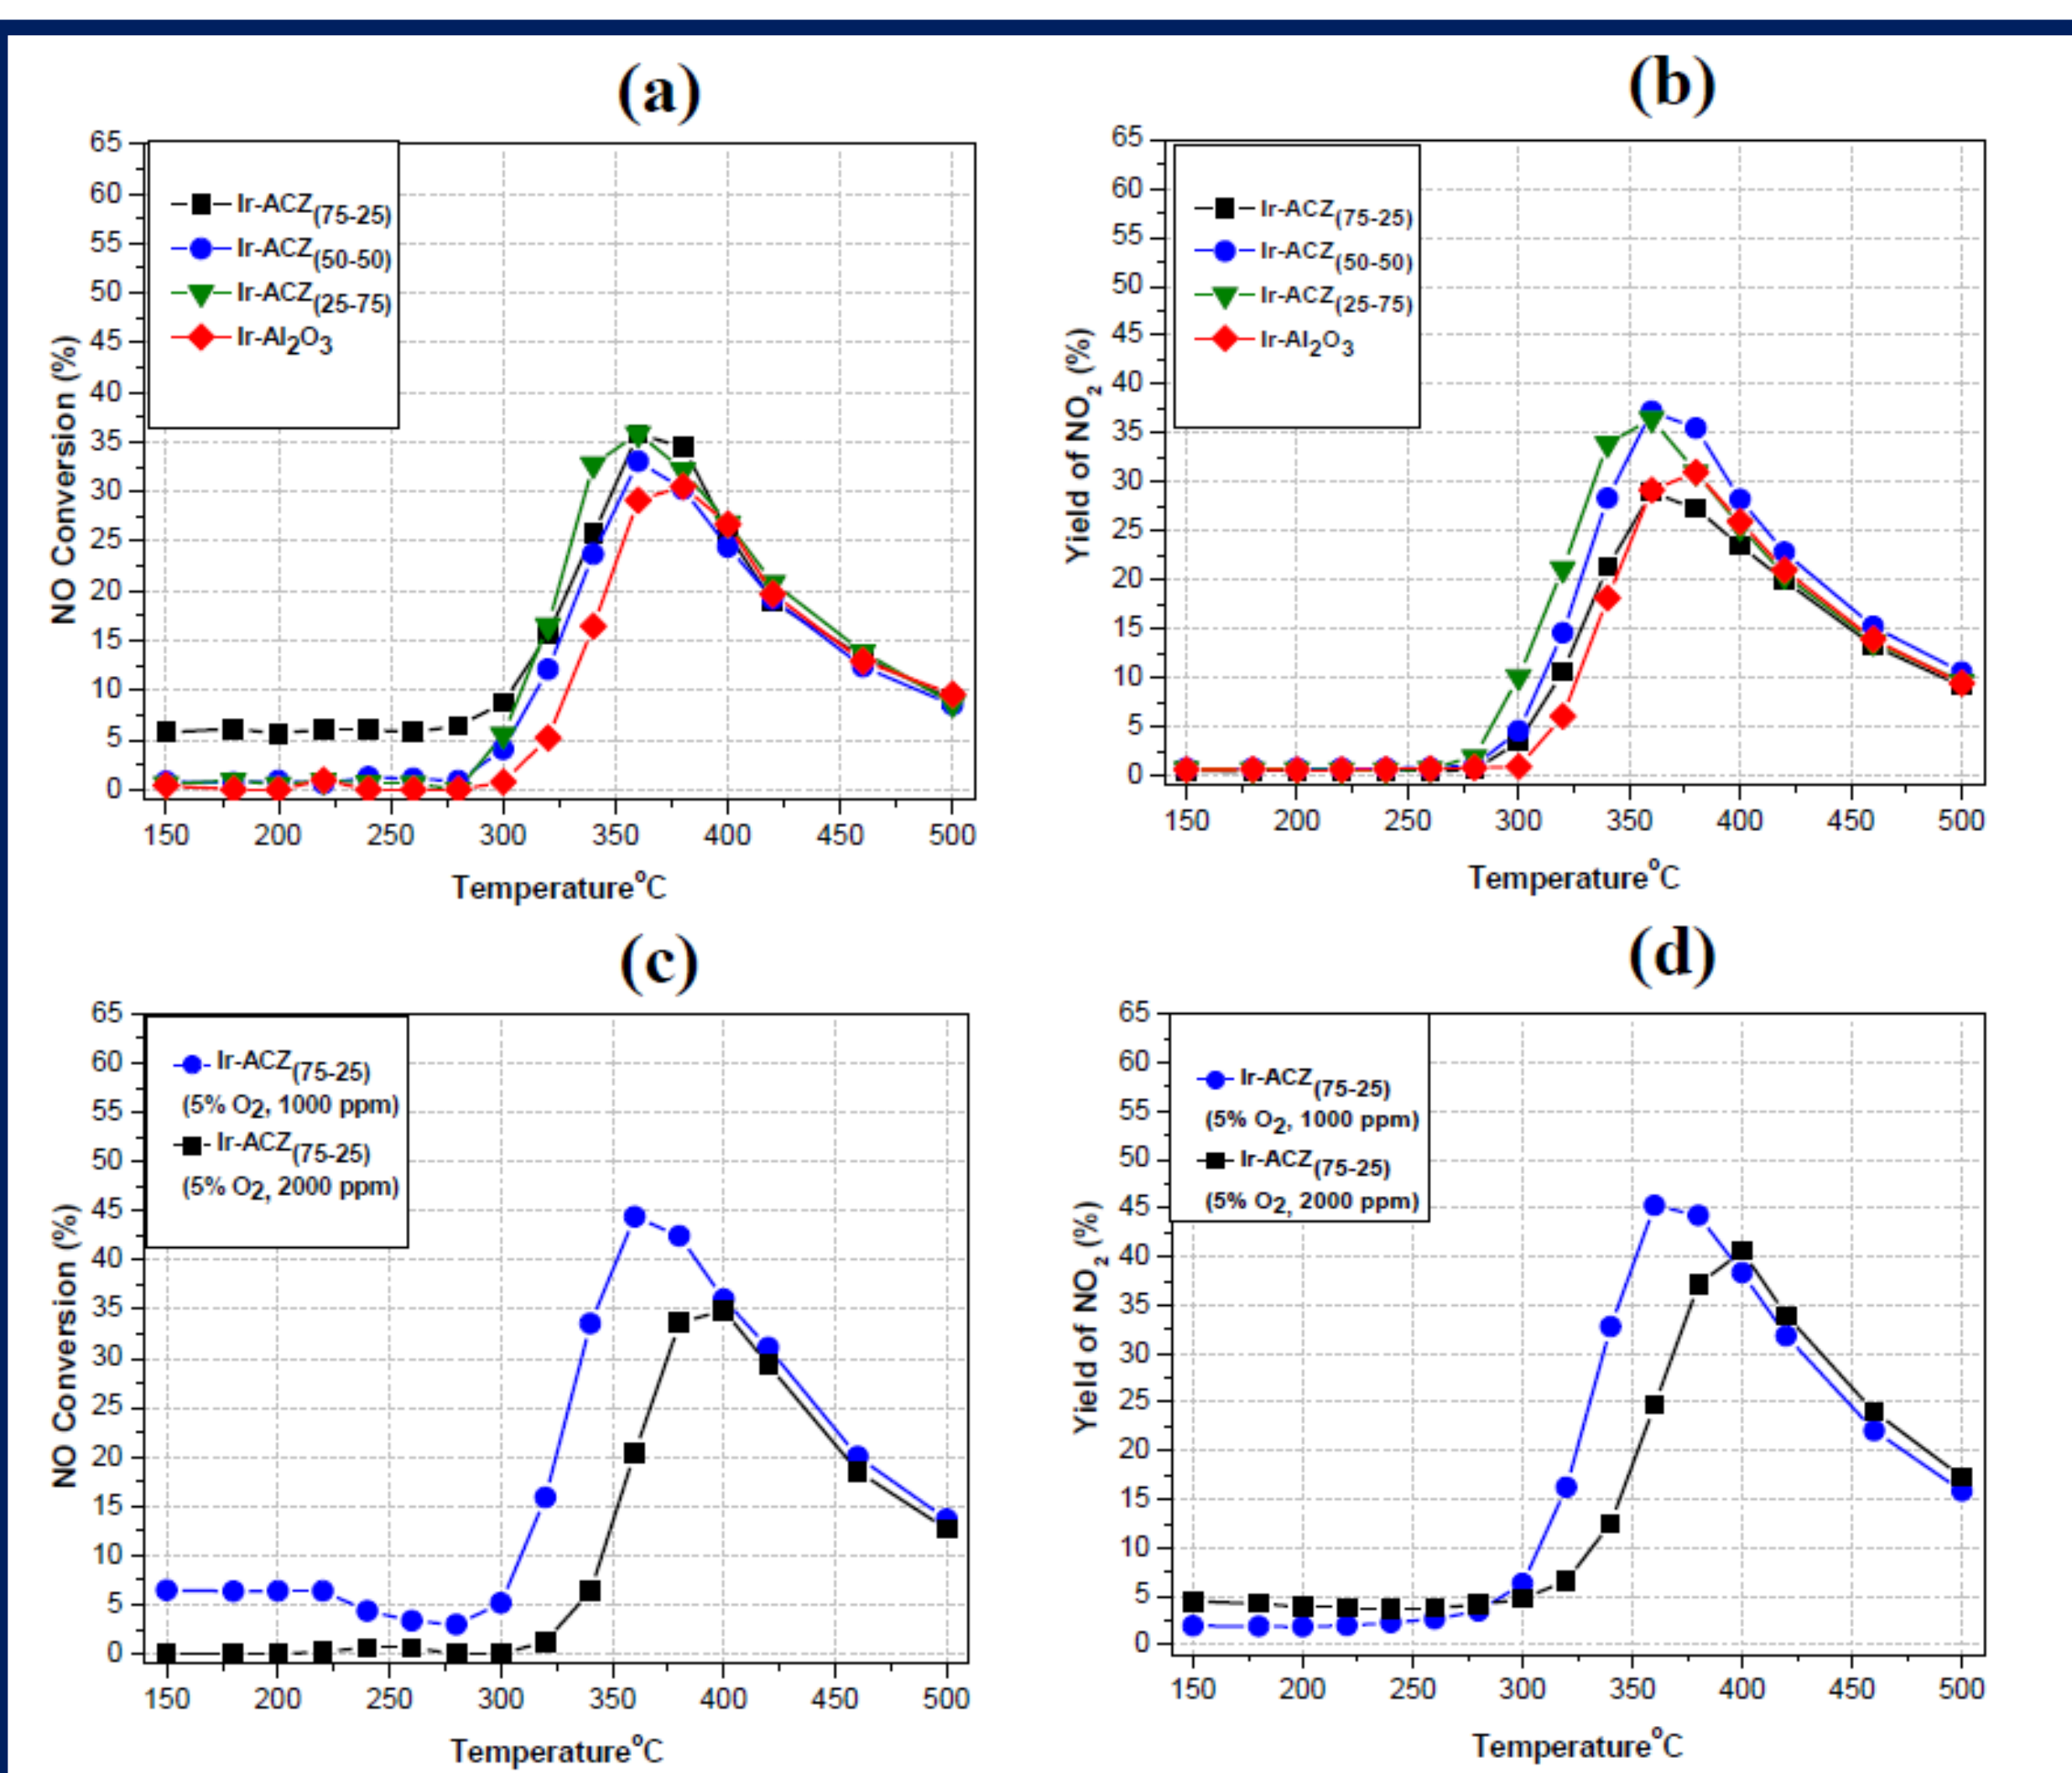 (a)
65
60
55
50
45
40
35
30
25
20
15
10
5
0
NO Conversion (%)
Ir-ACZ(75-25)
Ir-ACZ(50-50)
Ir-ACZ(25-75)
Ir-Al2O3
150 200 250 300 350 400 450 500
Temperature°C
(b)
65
60
55
50
45
40
35
30
25
20
15
10
5
0
Yield of NO2 (%)
Ir-ACZ(75-25)
Ir-ACZ(50-50)
Ir-ACZ(25-75)
Ir-Al2O3
150 200 250 300 350 400 450 500
Temperature°C
(c)
65
60
55
50
45
40
35
30
25
20
15
10
5
0
NO Conversion (%)
Ir-ACZ(75-25)
(5% O2, 1000 ppm)
Ir-ACZ(75-25)
(5% O2, 2000 ppm)
150 200 250 300 350 400 450 500
Temperature°C
(d)
65
60
55
50
45
40
35
30
25
20
15
10
5
0
Yield of NO2 (%)
Ir-ACZ(75-25)
(5% O2, 1000 ppm)
Ir-ACZ(75-25)
(5% O2, 2000 ppm)
150 200 250 300 350 400 450 500
Temperature°C